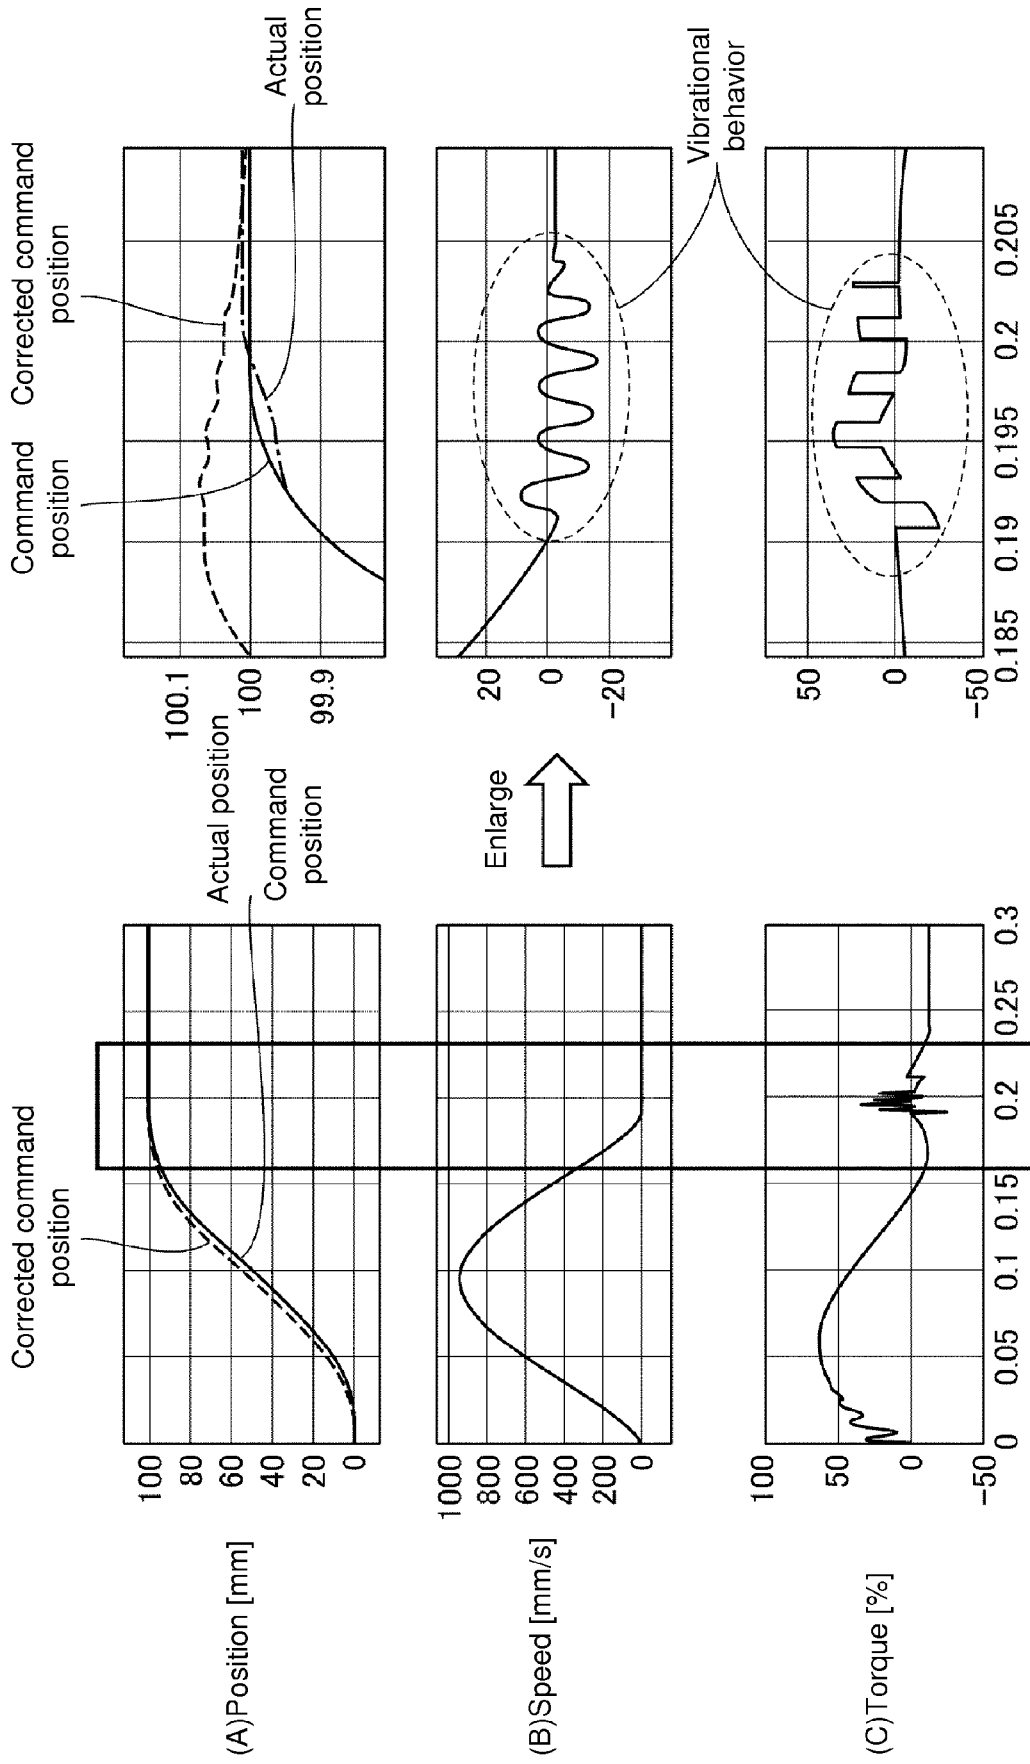 Corrected command
position
(A)Position [mm]
100
80
60
40
20
0
Actual position
Command
position
Command
position
Corrected command
position
Actual
position
100.1
100
99.9
(B)Speed [mm/s]
1000
800
600
400
200
0
Enlarge
20
0
−20
Vibrational
behavior
(C)Torque [%]
100
50
0
−50
0
0.05
0.1
0.15
0.2
0.25
0.3
50
0
−50
0.185
0.19
0.195
0.2
0.205